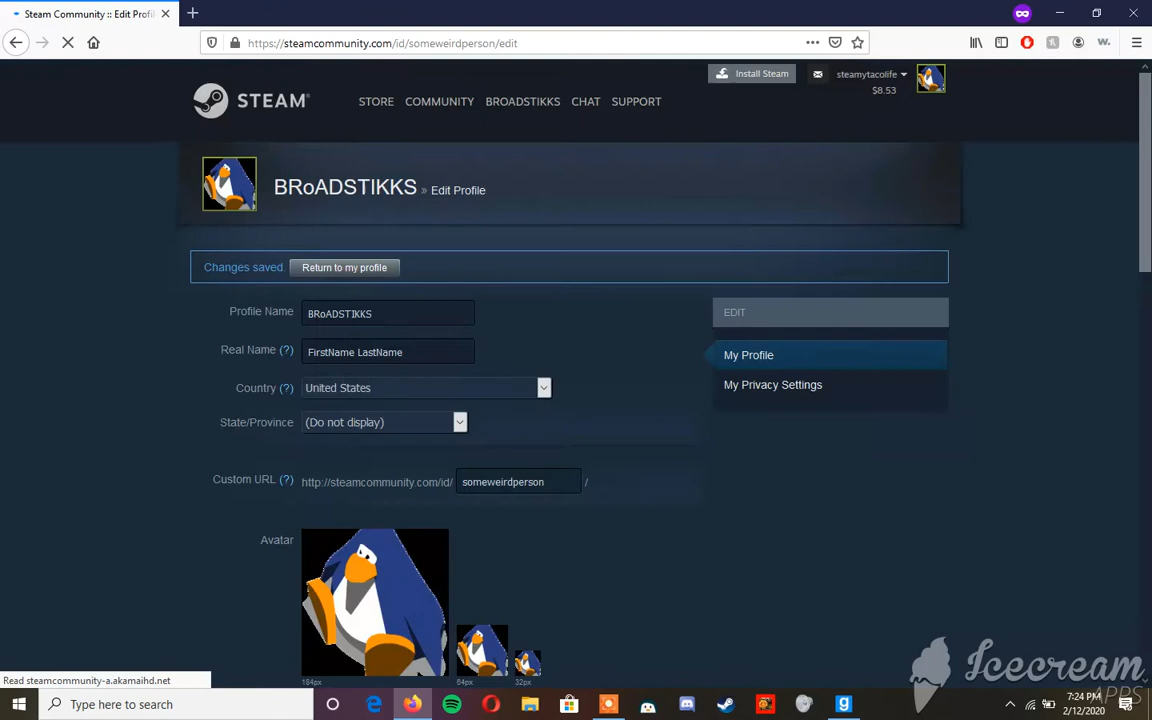 Steam Community :: Edit Profil
https://steamcommunity.com/id/someweirdperson/edit
Install Steam
steamytacolife
$8.53
STEAM®
STORE COMMUNITY BROADSTIKKS CHAT SUPPORT
BRoADSTIKKS » Edit Profile
Changes saved. Return to my profile
Profile Name BRoADSTIKKS
EDIT
Real Name (?) FirstName LastName
My Profile
Country (?) United States
My Privacy Settings
State/Province (Do not display)
Custom URL (?) http://steamcommunity.com/id/ someweirdperson /
Avatar
184px 64px 32px
Read steamcommunity-a.akamaihd.net
Icecream
APPS
Type here to search
7:24 PM
2/12/2020